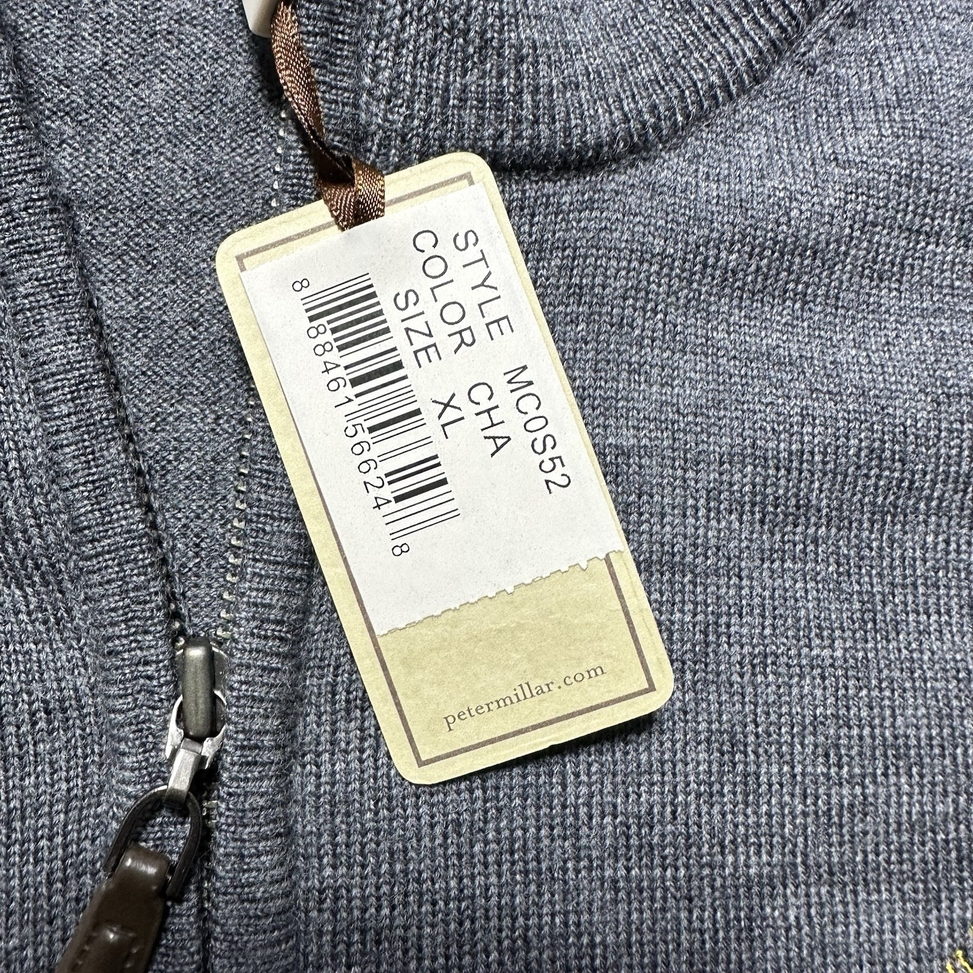 STYLE MC0S52
COLOR CHA
SIZE XL
8 88461 56624 8
petermillar.com